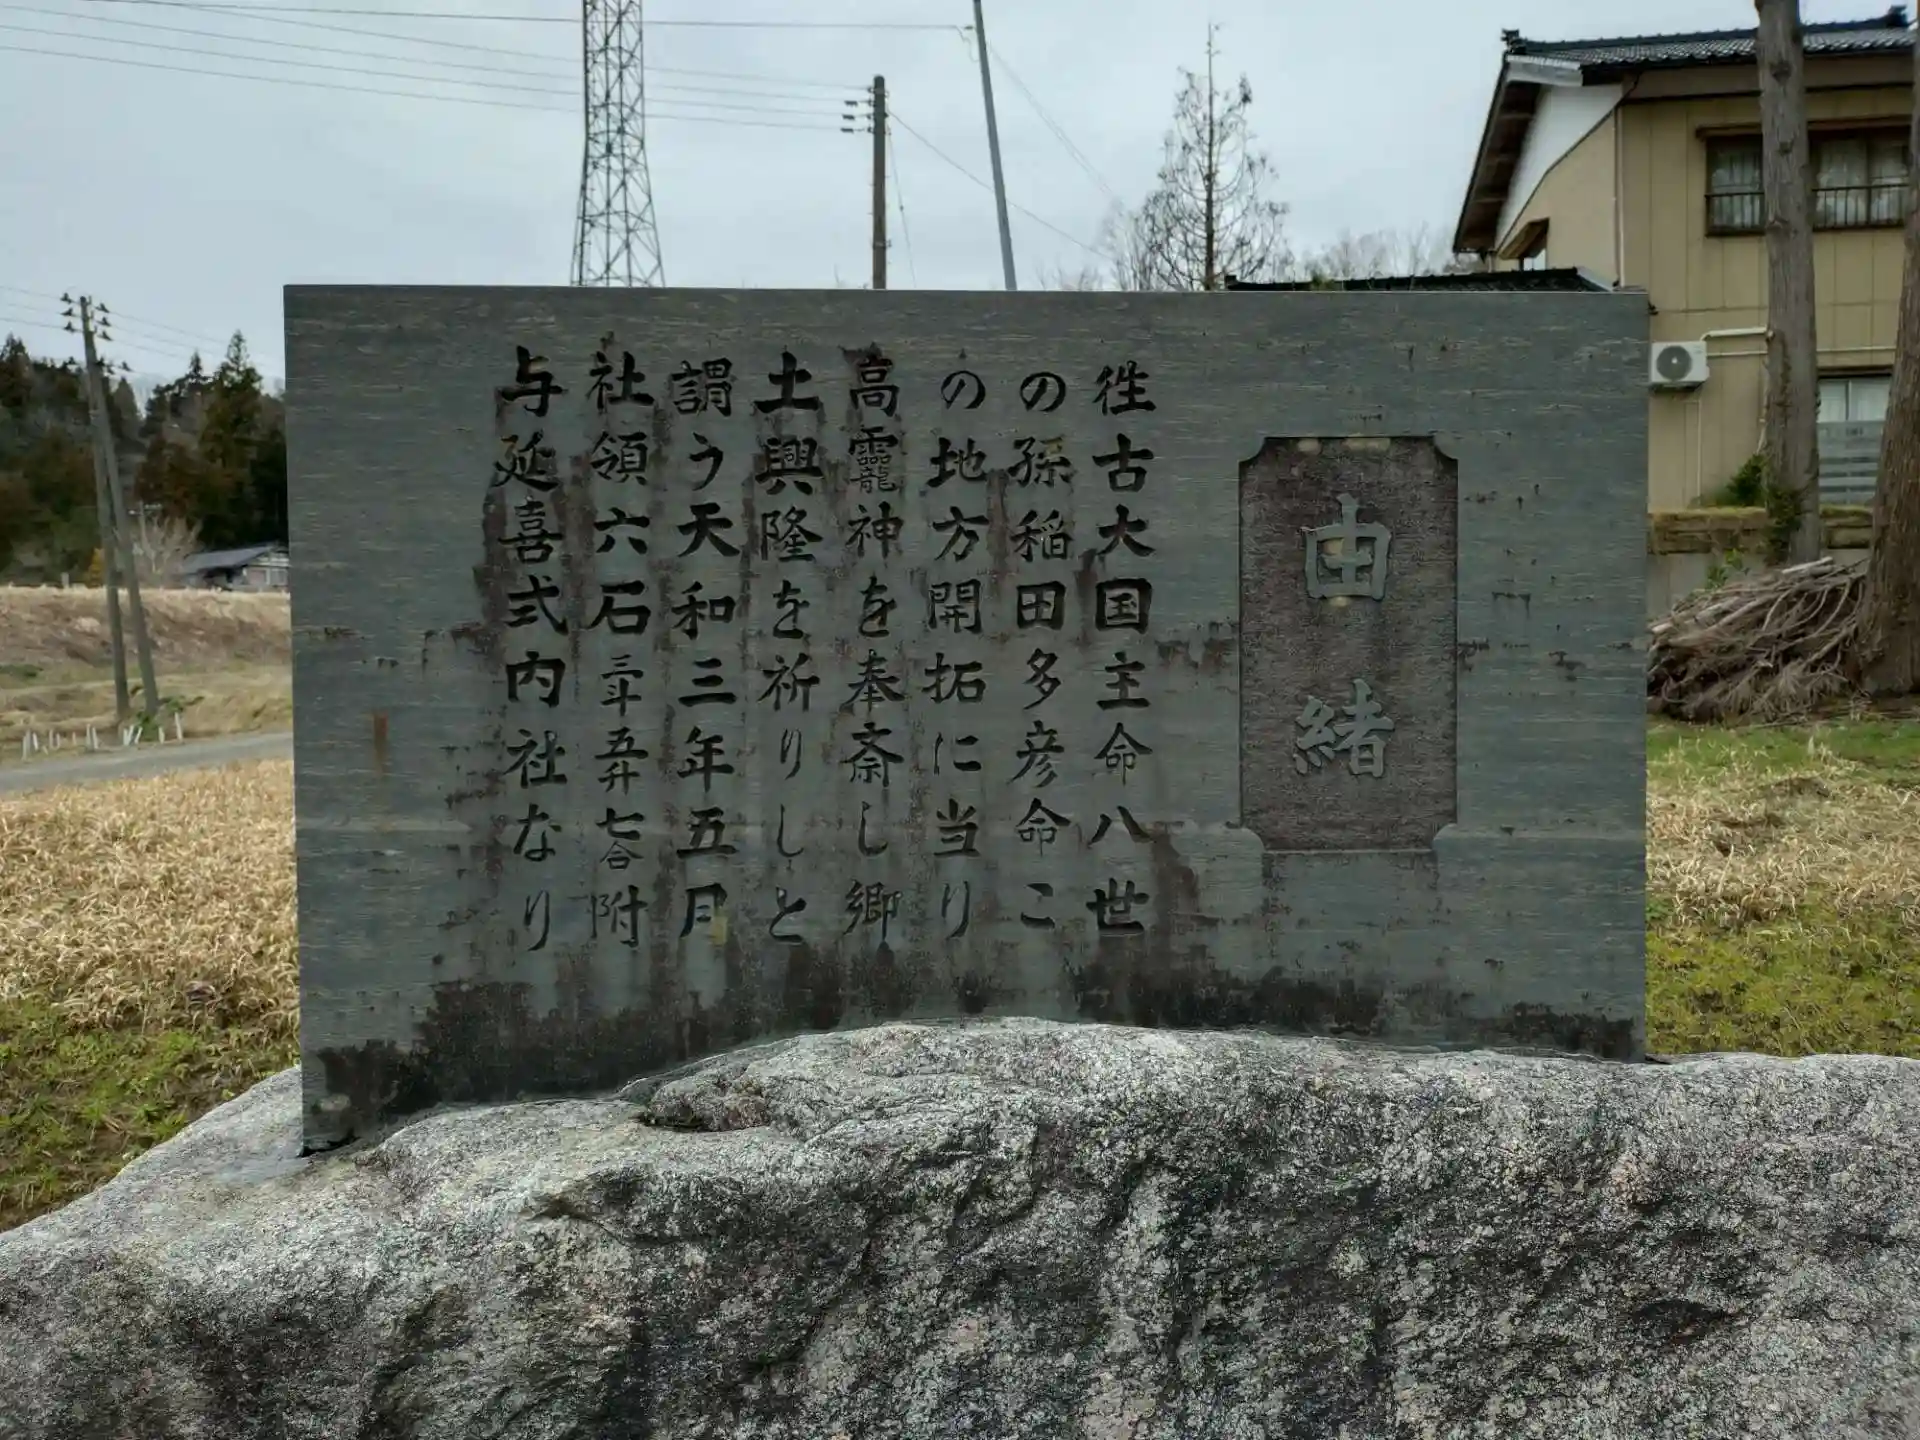 由緒
徃古大国主命八世
の孫稲田多彦命こ
の地方開拓に当り
高龗神を奉斎し郷
土興隆を祈りしと
謂う天和三年五月
社領六石三斗五升七合附
与延喜式内社なり